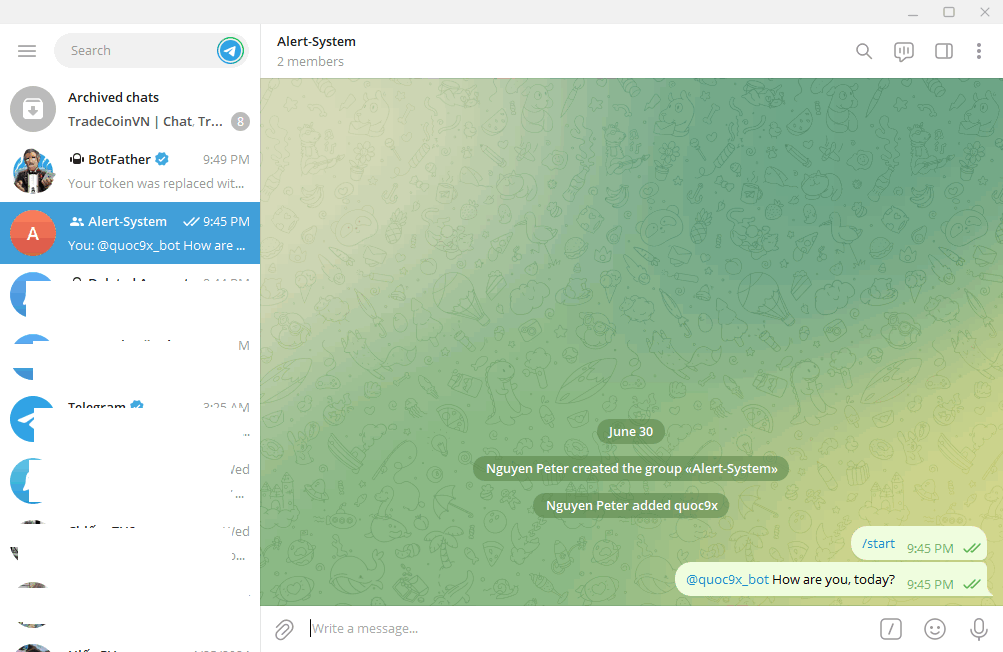 Search
Archived chats
TradeCoinVN | Chat, Tr...
8
BotFather
9:49 PM
Your token was replaced wit...
A
Alert-System
9:45 PM
You: @quoc9x_bot How are ...
M
Telegram
3:25 AM
...
Wed
...
Wed
o...
Alert-System
2 members
June 30
Nguyen Peter created the group «Alert-System»
Nguyen Peter added quoc9x
/start
9:45 PM
@quoc9x_bot How are you, today?
9:45 PM
Write a message...
/